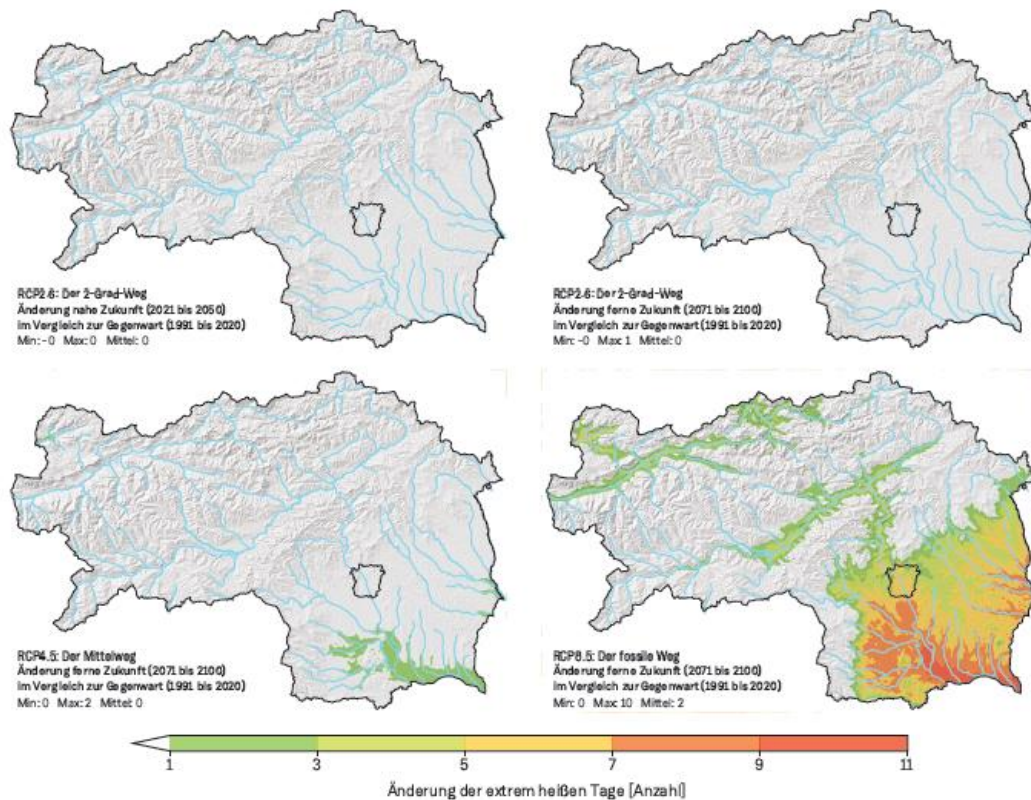 RCP2.6: Der 2-Grad-Weg
Änderung nahe Zukunft (2021 bis 2050)
im Vergleich zur Gegenwart (1991 bis 2020)
Min: -0 Max: 0 Mittel: 0
RCP2.6: Der 2-Grad-Weg
Änderung ferne Zukunft (2071 bis 2100)
im Vergleich zur Gegenwart (1991 bis 2020)
Min: -0 Max: 1 Mittel: 0
RCP4.5: Der Mittelweg
Änderung ferne Zukunft (2071 bis 2100)
im Vergleich zur Gegenwart (1991 bis 2020)
Min: 0 Max: 2 Mittel: 0
RCP8.5: Der fossile Weg
Änderung ferne Zukunft (2071 bis 2100)
im Vergleich zur Gegenwart (1991 bis 2020)
Min: 0 Max: 10 Mittel: 2
1 3 5 7 9 11
Änderung der extrem heißen Tage [Anzahl]